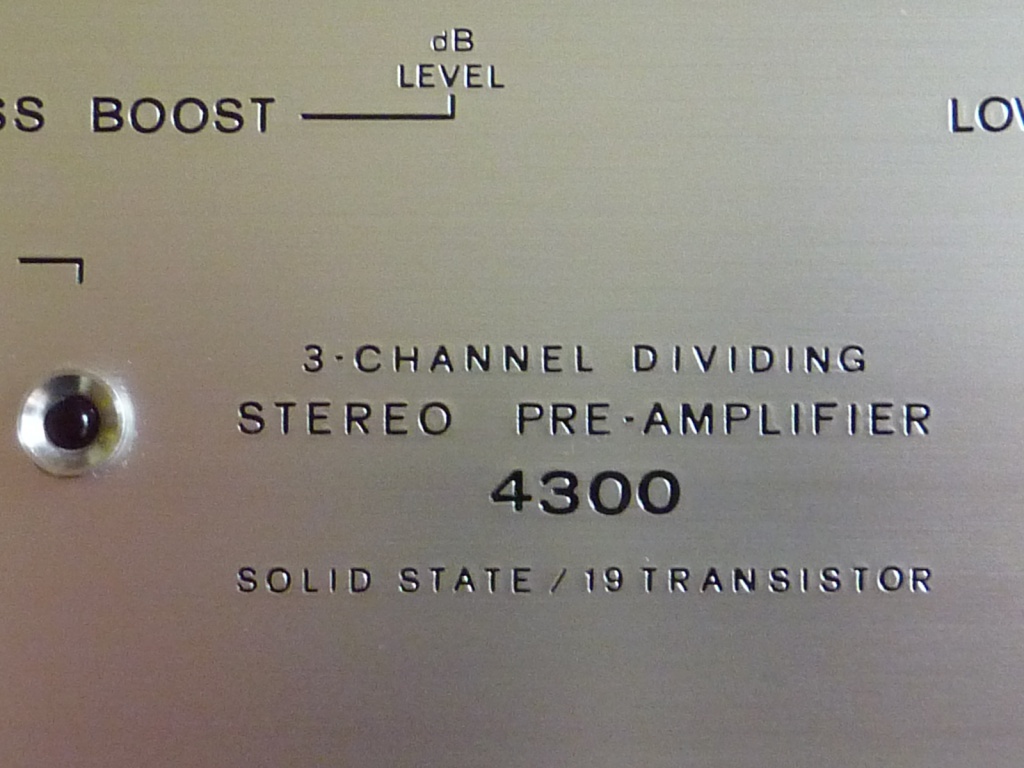 dB
LEVEL
BOOST
3-CHANNEL DIVIDING
STEREO PRE-AMPLIFIER
4300
SOLID STATE / 19 TRANSISTOR